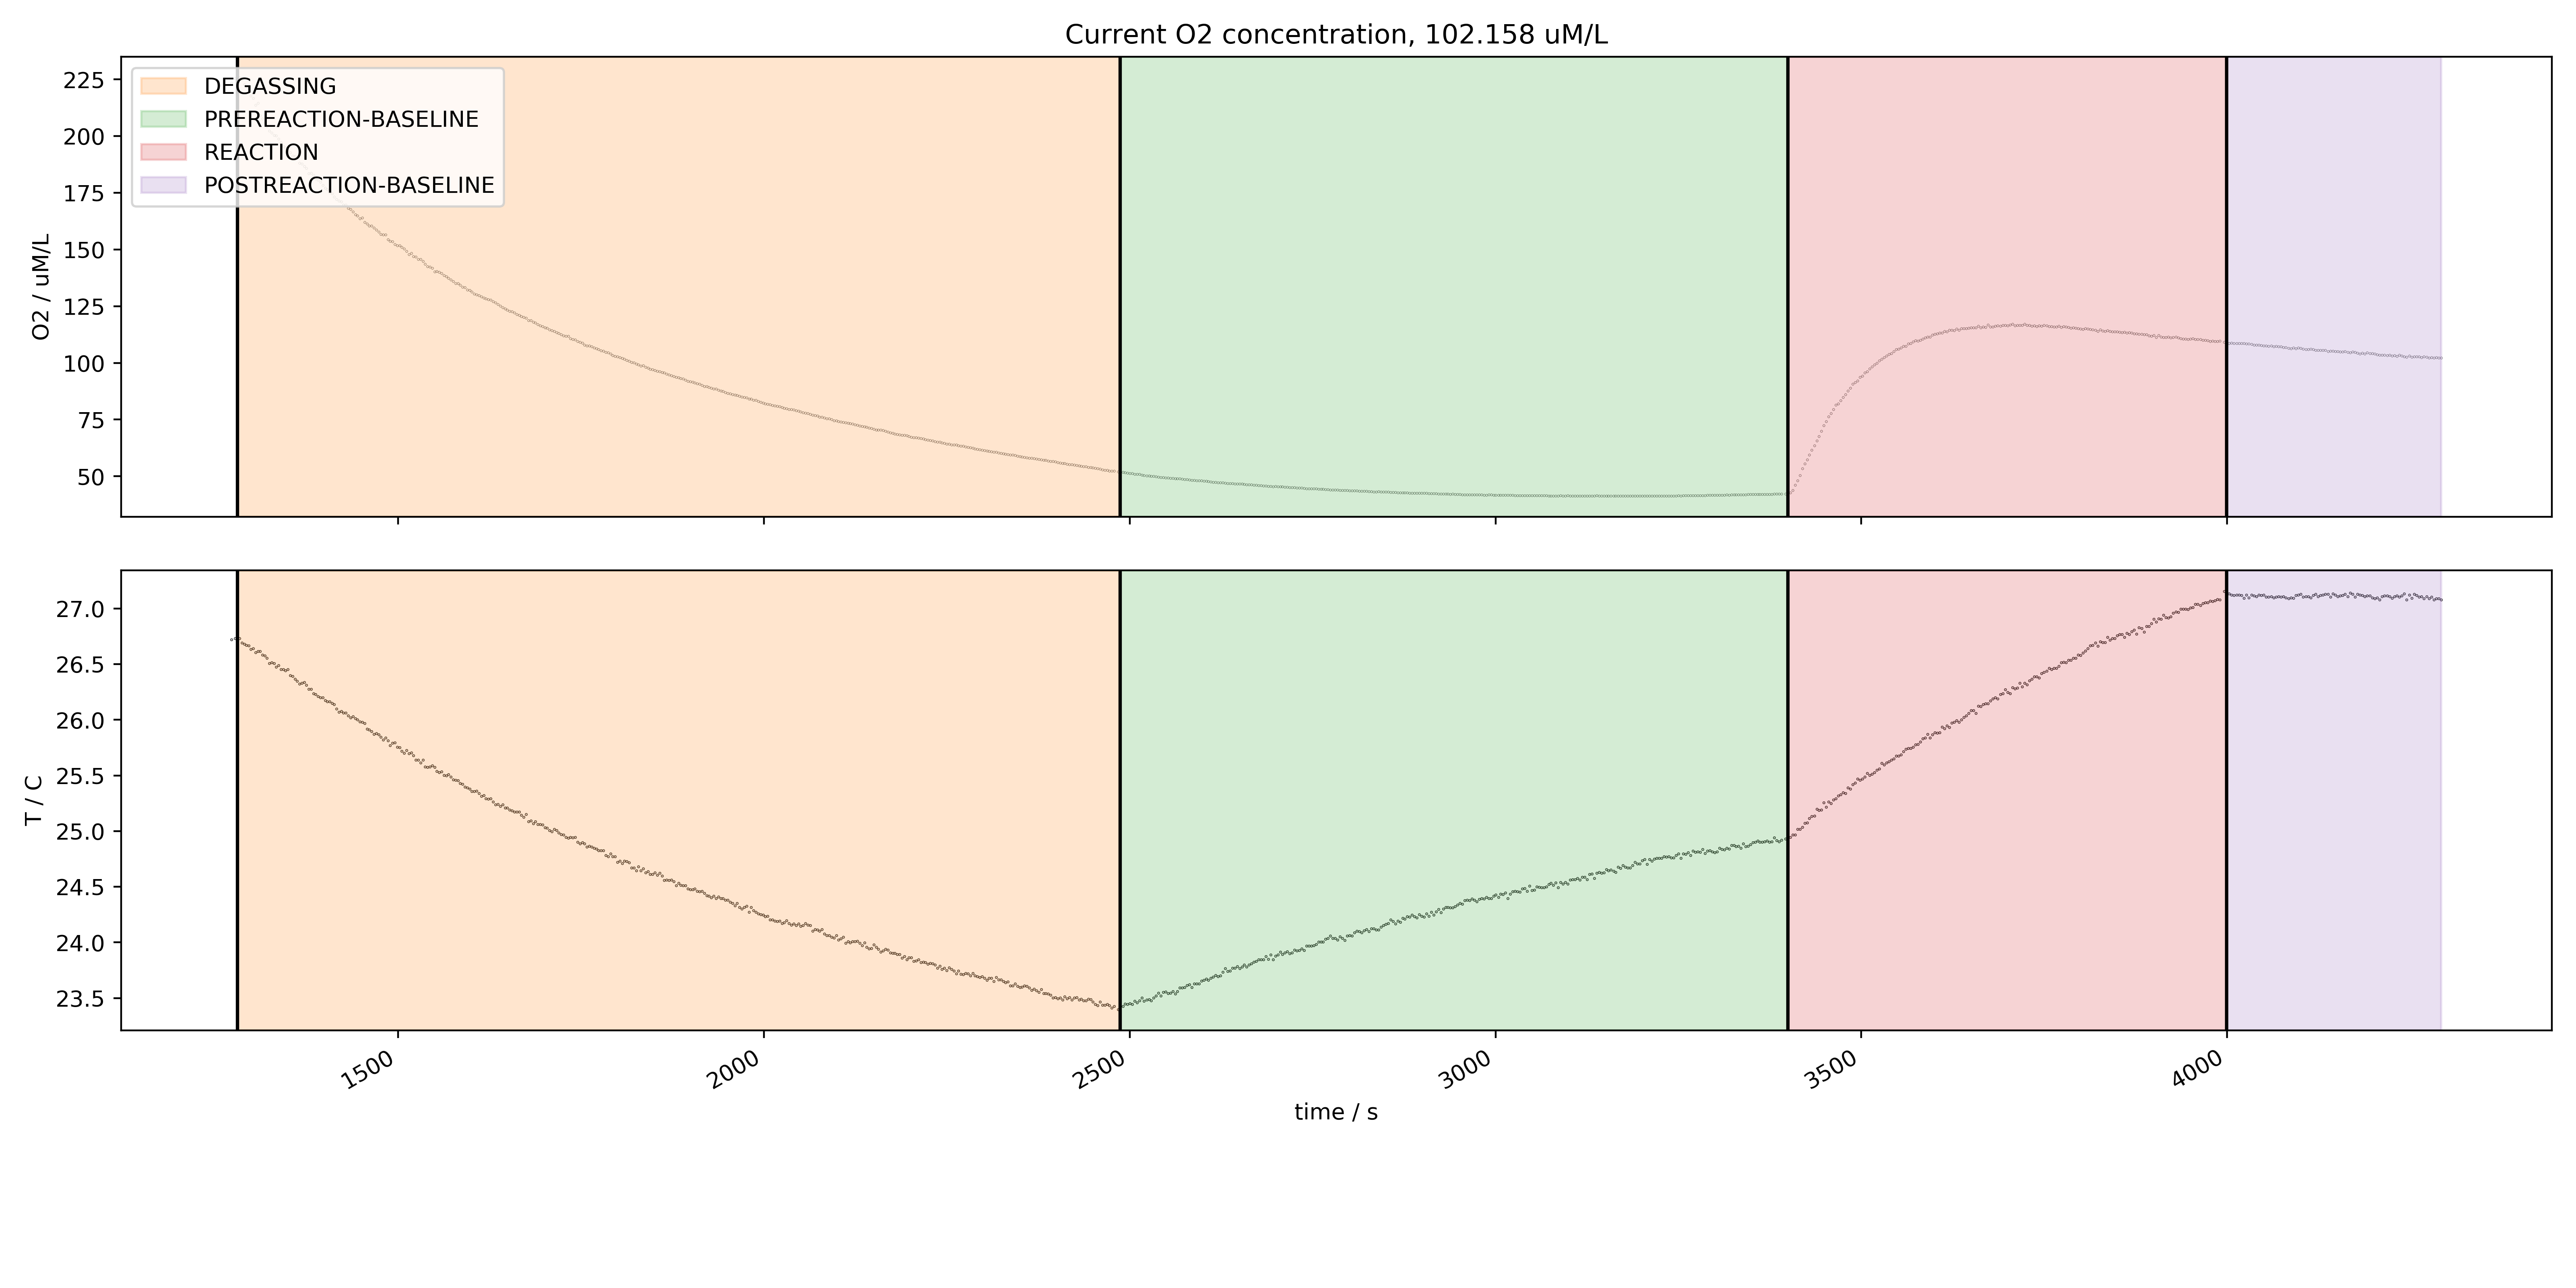 Current O2 concentration, 102.158 uM/L
DEGASSING
PREREACTION-BASELINE
REACTION
POSTREACTION-BASELINE
225
200
175
150
125
100
75
50
O2 / uM/L
27.0
26.5
26.0
25.5
25.0
24.5
24.0
23.5
T / C
1500
2000
2500
3000
3500
4000
time / s